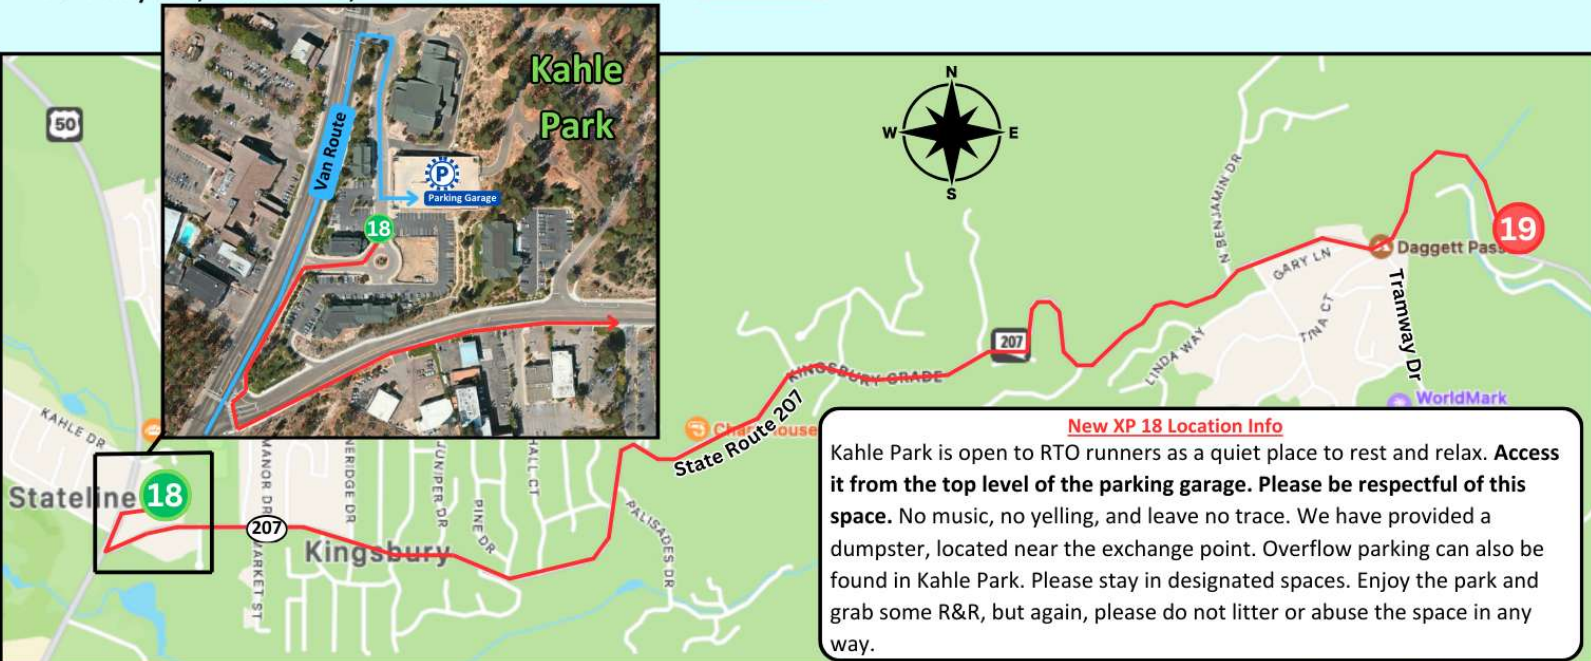 50
Kahle
Park
Van Route
P
Parking Garage
18
N
W
E
S
N BENJAMIN DR
19
Daggett Pass
GARY LN
TINA CT
Tramway Dr
LINDA WAY
207
KINGSBURY GRADE
WorldMark
State Route 207
KAHLE DR
Stateline
18
MANOR DR
207
MARKET ST
Kingsbury
JUNIPER DR
PINE DR
HALL CT
PALISADES DR
New XP 18 Location Info
Kahle Park is open to RTO runners as a quiet place to rest and relax. Access
it from the top level of the parking garage. Please be respectful of this
space. No music, no yelling, and leave no trace. We have provided a
dumpster, located near the exchange point. Overflow parking can also be
found in Kahle Park. Please stay in designated spaces. Enjoy the park and
grab some R&R, but again, please do not litter or abuse the space in any
way.